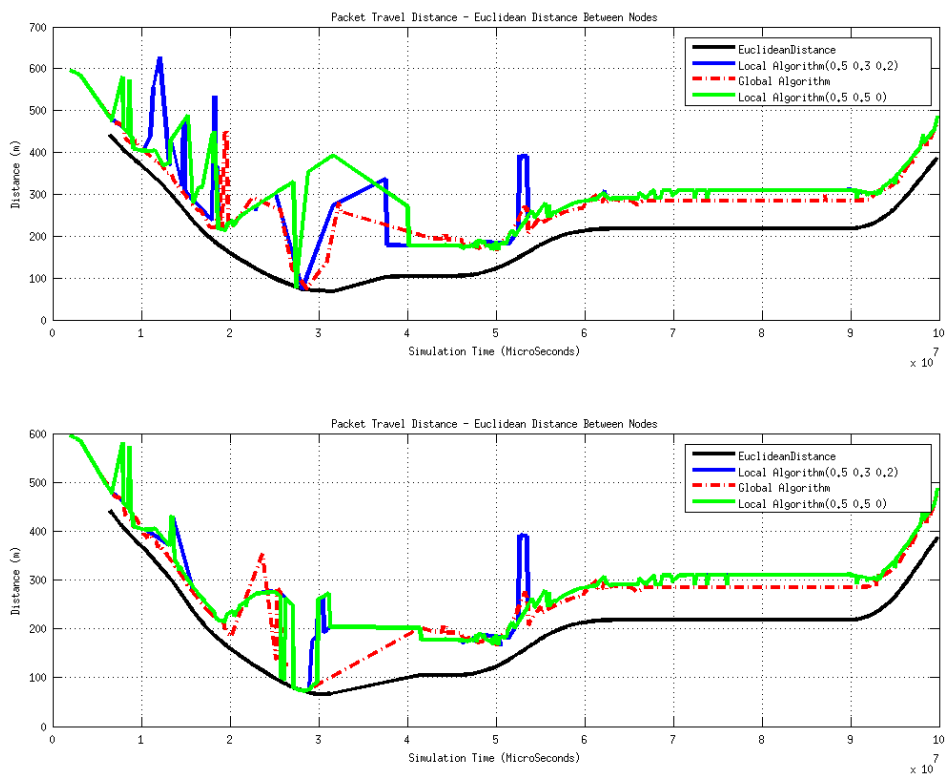 Packet Travel Distance - Euclidean Distance Between Nodes
700
600
500
400
300
200
100
0
Distance (m)
EuclideanDistance
Local Algorithm(0.5 0.3 0.2)
Global Algorithm
Local Algorithm(0.5 0.5 0)
0 1 2 3 4 5 6 7 8 9 10
Simulation Time (MicroSeconds)
7
x 10
Packet Travel Distance - Euclidean Distance Between Nodes
600
500
400
300
200
100
0
Distance (m)
EuclideanDistance
Local Algorithm(0.5 0.3 0.2)
Global Algorithm
Local Algorithm(0.5 0.5 0)
0 1 2 3 4 5 6 7 8 9 10
Simulation Time (MicroSeconds)
7
x 10